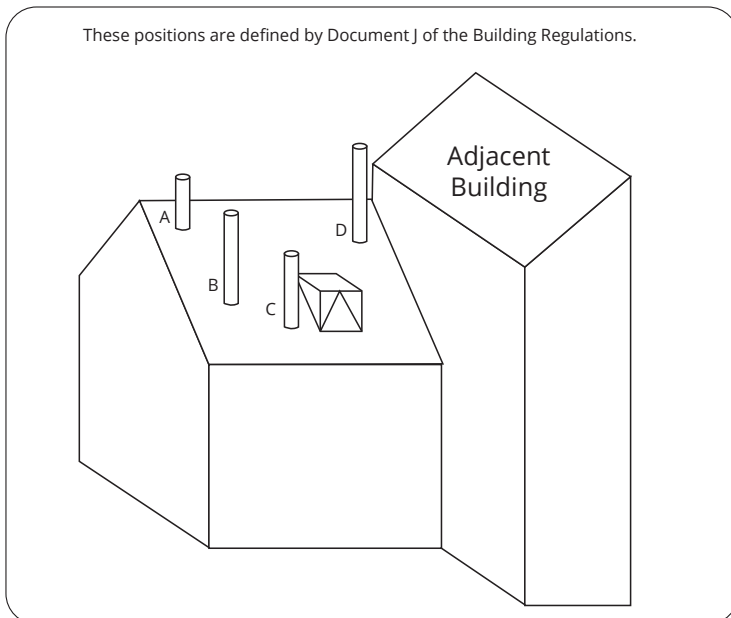 These positions are defined by Document J of the Building Regulations.
Adjacent
Building
A
D
B
C